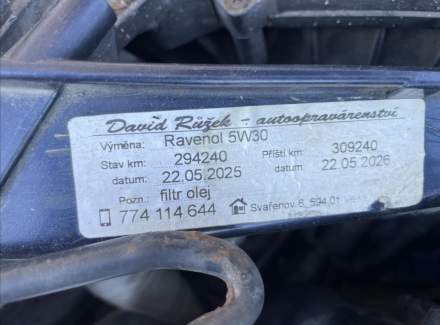 David Růžek - autoopravárenství
Výměna: Ravenol 5W30
Stav km: 294240 Příští km 309240
datum: 22.05.2025 datum: 22.05.2026
Pozn.: filtr olej
774 114 644 Svařenov 6, 594 01